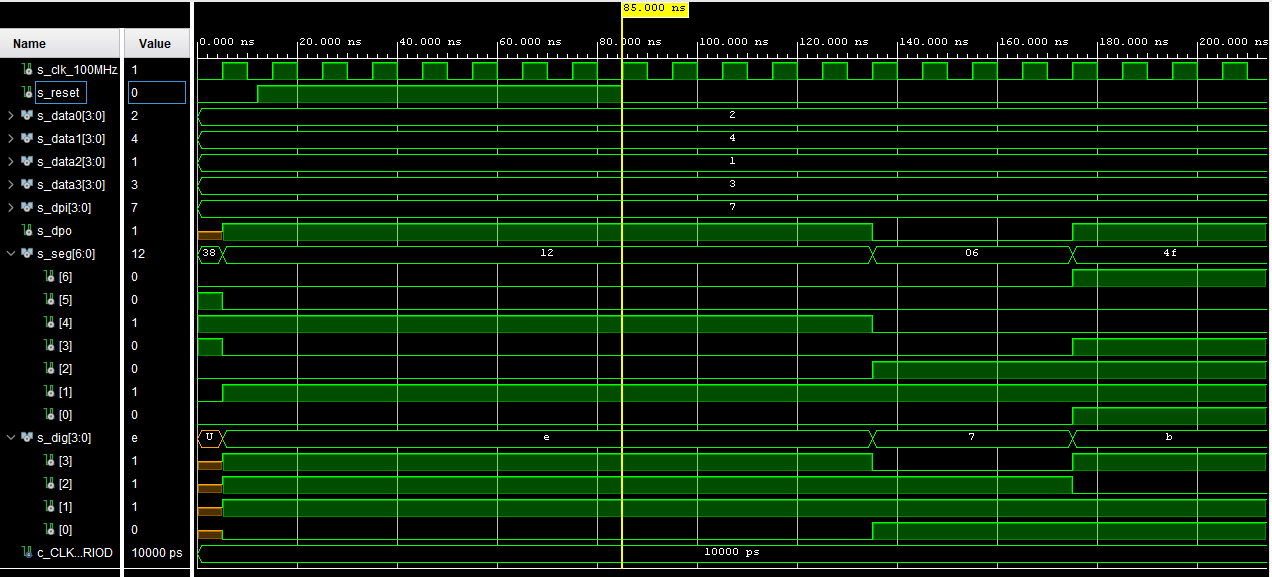 85.000 ns
Name Value 0.000 ns 20.000 ns 40.000 ns 60.000 ns 80.000 ns 100.000 ns 120.000 ns 140.000 ns 160.000 ns 180.000 ns 200.000 ns
s_clk_100MHz 1
s_reset 0
s_data0[3:0] 2 2
s_data1[3:0] 4 4
s_data2[3:0] 1 1
s_data3[3:0] 3 3
s_dpi[3:0] 7 7
s_dpo 1
s_seg[6:0] 12 38 12 06 4f
[6] 0
[5] 0
[4] 1
[3] 0
[2] 0
[1] 1
[0] 0
s_dig[3:0] e U e 7 b
[3] 1
[2] 1
[1] 1
[0] 0
c_CLK...RIOD 10000 ps 10000 ps